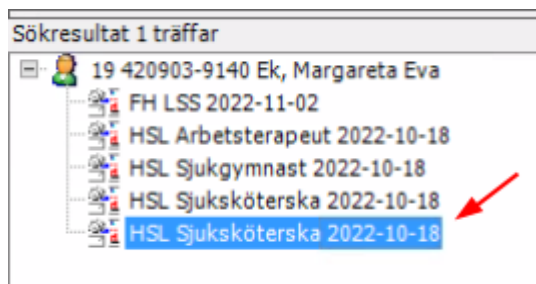 Sökresultat 1 träffar
19 420903-9140 Ek, Margareta Eva
FH LSS 2022-11-02
HSL Arbetsterapeut 2022-10-18
HSL Sjukgymnast 2022-10-18
HSL Sjuksköterska 2022-10-18
HSL Sjuksköterska 2022-10-18